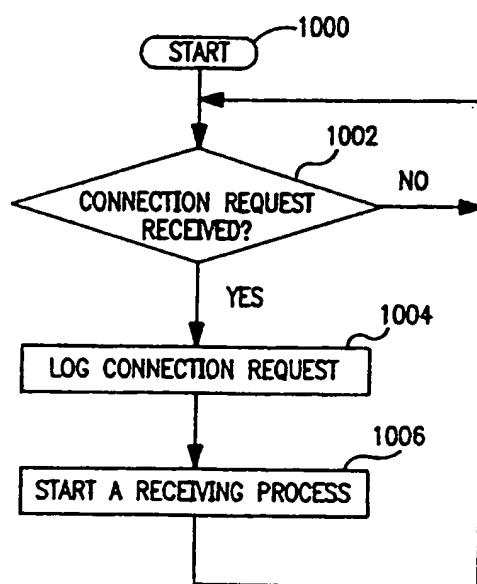 1000
START
1002
CONNECTION REQUEST
RECEIVED?
NO
YES
1004
LOG CONNECTION REQUEST
1006
START A RECEIVING PROCESS